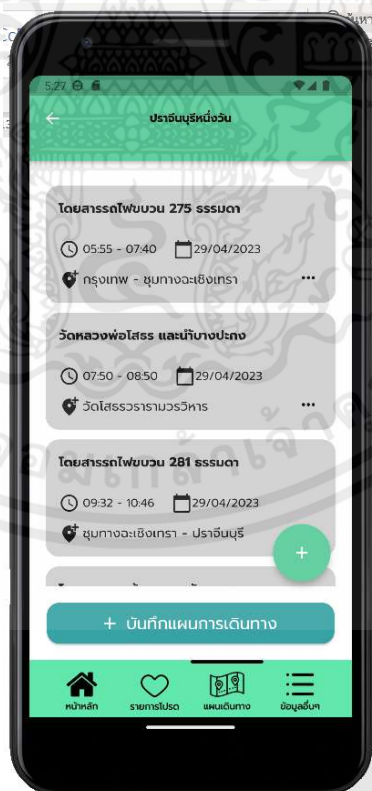 5:27
ปราจีนบุรีหนึ่งวัน
โดยสารรถไฟขบวน 275 ธรรมดา
05:55 - 07:40 29/04/2023
กรุงเทพ - ชุมทางฉะเชิงเทรา
วัดหลวงพ่อโสธร และน้ำบางปะกง
07:50 - 08:50 29/04/2023
วัดโสธรวรารามวรวิหาร
โดยสารรถไฟขบวน 281 ธรรมดา
09:32 - 10:46 29/04/2023
ชุมทางฉะเชิงเทรา - ปราจีนบุรี
+
+ บันทึกแผนการเดินทาง
หน้าหลัก รายการโปรด แผนเดินทาง ข้อมูลอื่นๆ